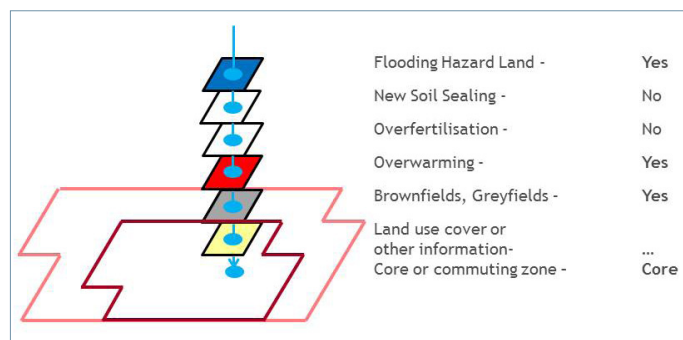 Flooding Hazard Land - Yes
New Soil Sealing - No
Overfertilisation - No
Overwarming - Yes
Brownfields, Greyfields - Yes
Land use cover or
other information- ...
Core or commuting zone - Core